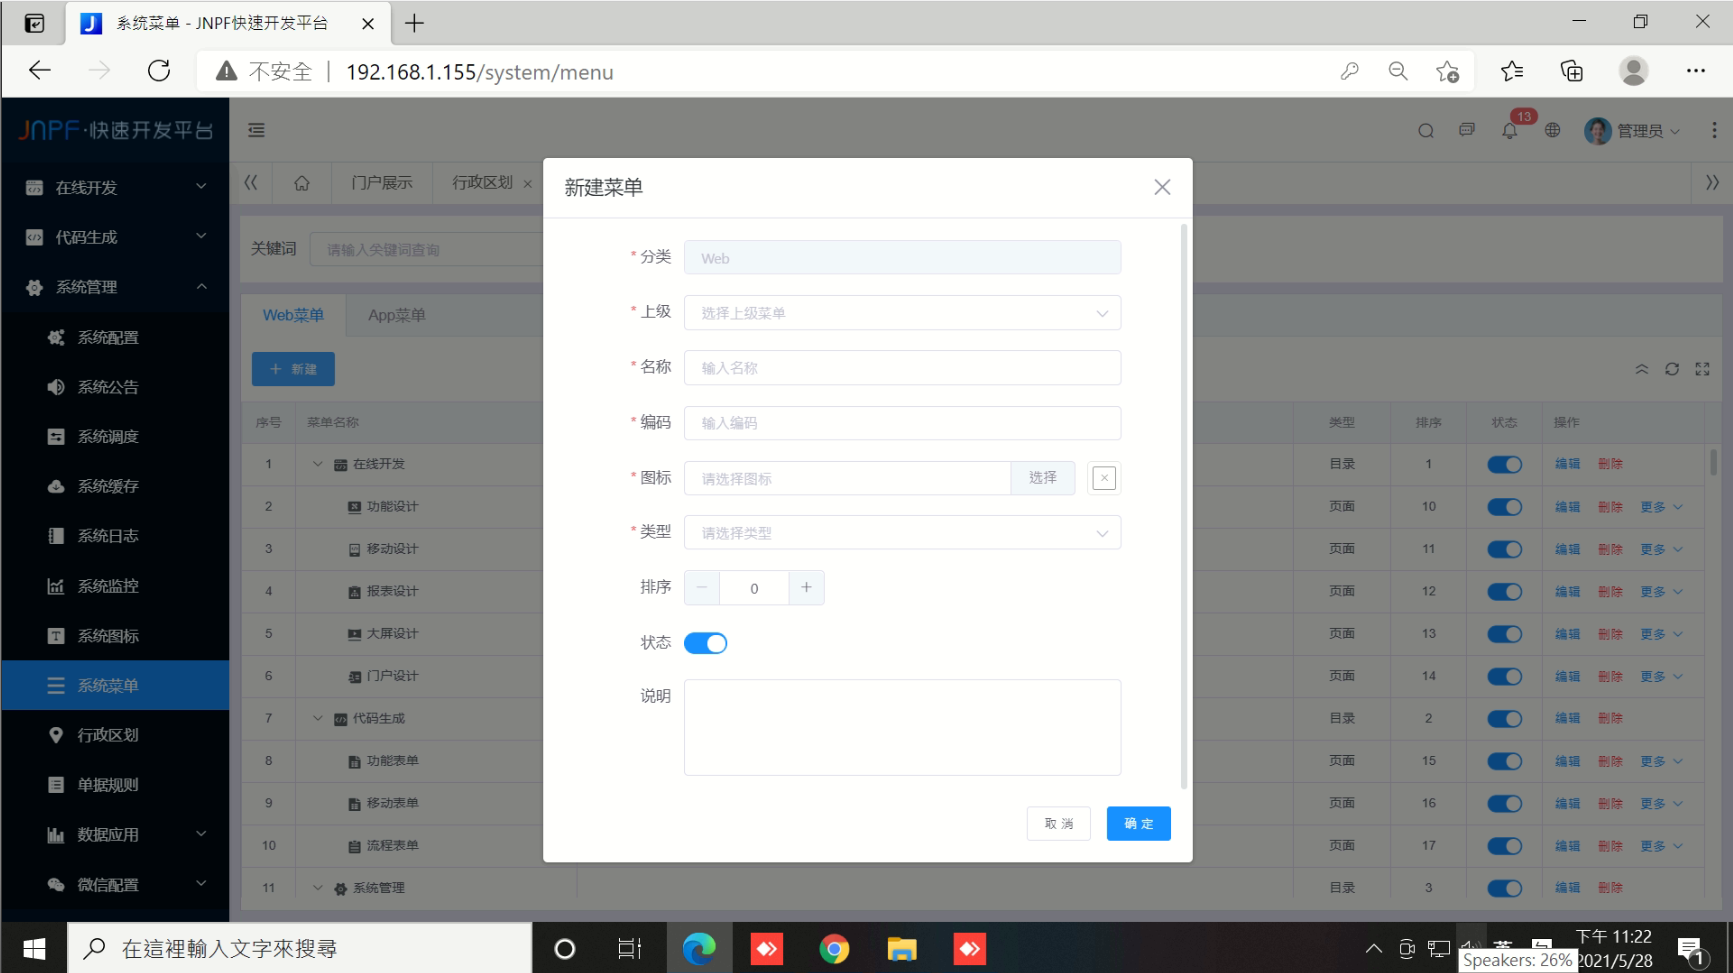 系统菜单 - JNPF快速开发平台
不安全 | 192.168.1.155/system/menu
JNPF·快速开发平台
13
管理员
在线开发
代码生成
系统管理
系统配置
系统公告
系统调度
系统缓存
系统日志
系统监控
系统图标
系统菜单
行政区划
单据规则
数据应用
微信配置
门户展示
行政区划
关键词
请输入关键词查询
Web菜单
App菜单
+ 新建
序号 菜单名称 类型 排序 状态 操作
1 在线开发 目录 1 编辑 删除
2 功能设计 页面 10 编辑 删除 更多
3 移动设计 页面 11 编辑 删除 更多
4 报表设计 页面 12 编辑 删除 更多
5 大屏设计 页面 13 编辑 删除 更多
6 门户设计 页面 14 编辑 删除 更多
7 代码生成 目录 2 编辑 删除
8 功能表单 页面 15 编辑 删除 更多
9 移动表单 页面 16 编辑 删除 更多
10 流程表单 页面 17 编辑 删除 更多
11 系统管理 目录 3 编辑 删除
新建菜单
* 分类 Web
* 上级 选择上级菜单
* 名称 输入名称
* 编码 输入编码
* 图标 请选择图标 选择
* 类型 请选择类型
排序 0
状态
说明
取消 确定
在這裡輸入文字來搜尋
下午 11:22
Speakers: 26%
2021/5/28
1